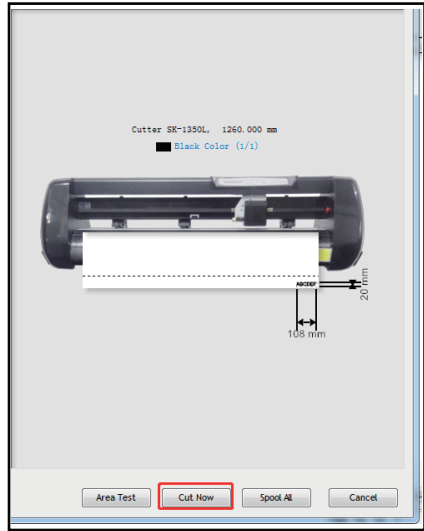 Cutter SK-1350L, 1260.000 mm
Black Color (1/1)
ABCDEF
20 mm
108 mm
Area Test
Cut Now
Spool All
Cancel